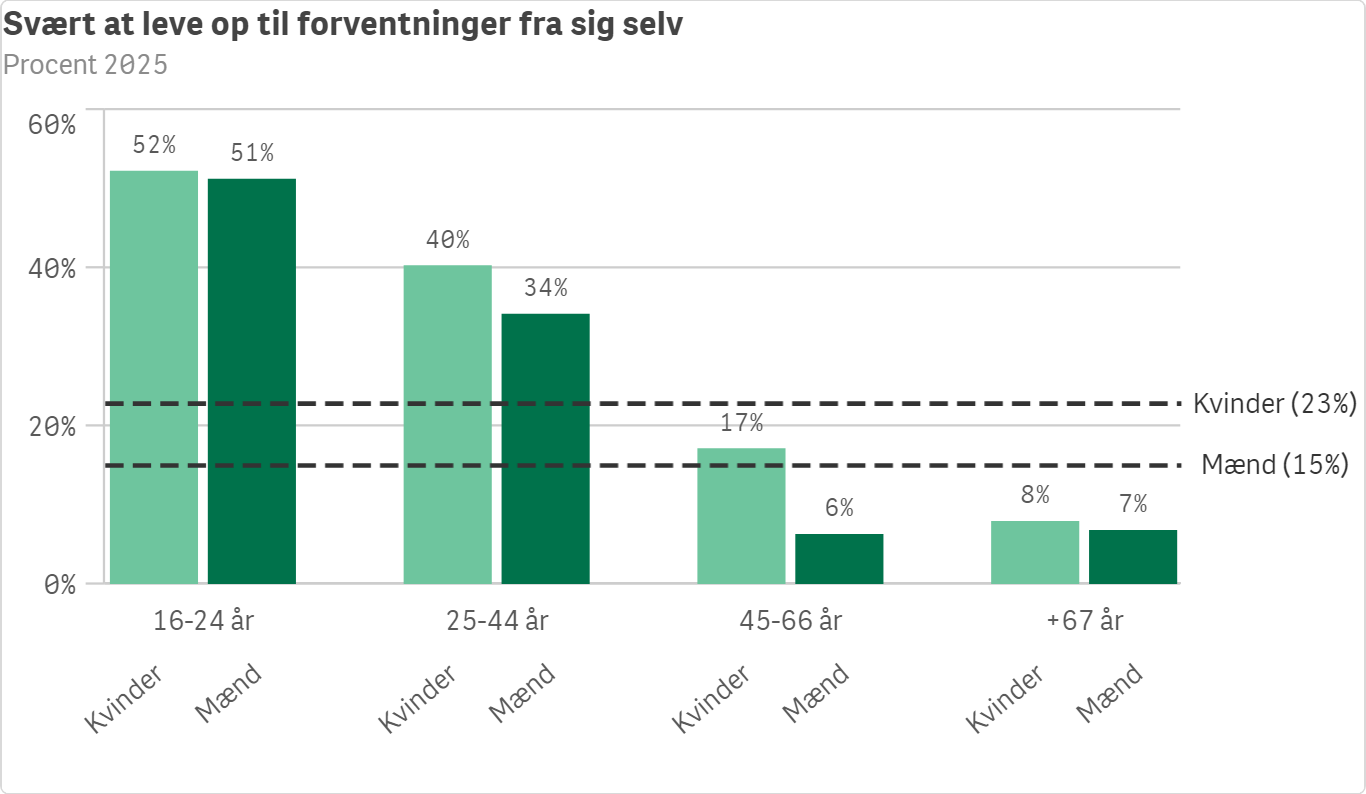 Svært at leve op til forventninger fra sig selv
Procent 2025
60%
52%
51%
40%
40%
34%
Kvinder (23%)
20%
17%
Mænd (15%)
6%
8%
7%
0%
16-24 år
25-44 år
45-66 år
+67 år
Kvinder
Mænd
Kvinder
Mænd
Kvinder
Mænd
Kvinder
Mænd